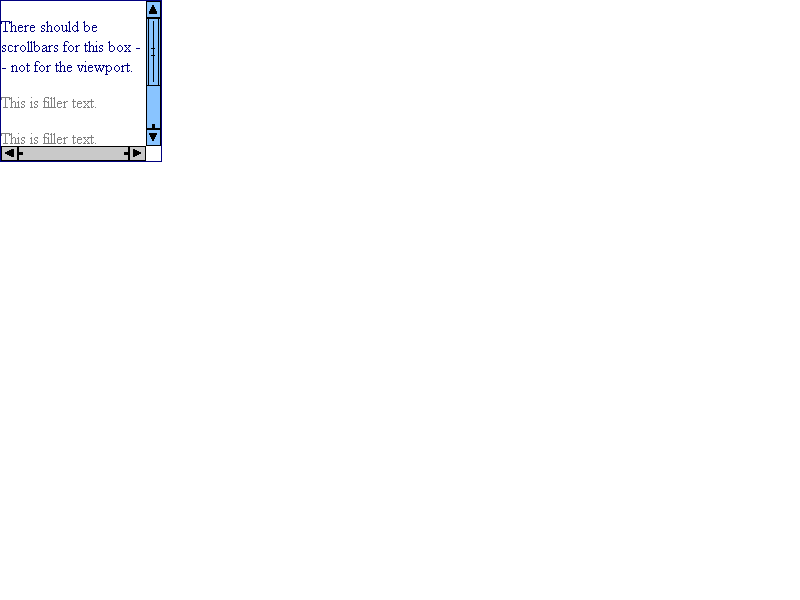 There should be
scrollbars for this box -
- not for the viewport.
This is filler text.
This is filler text.